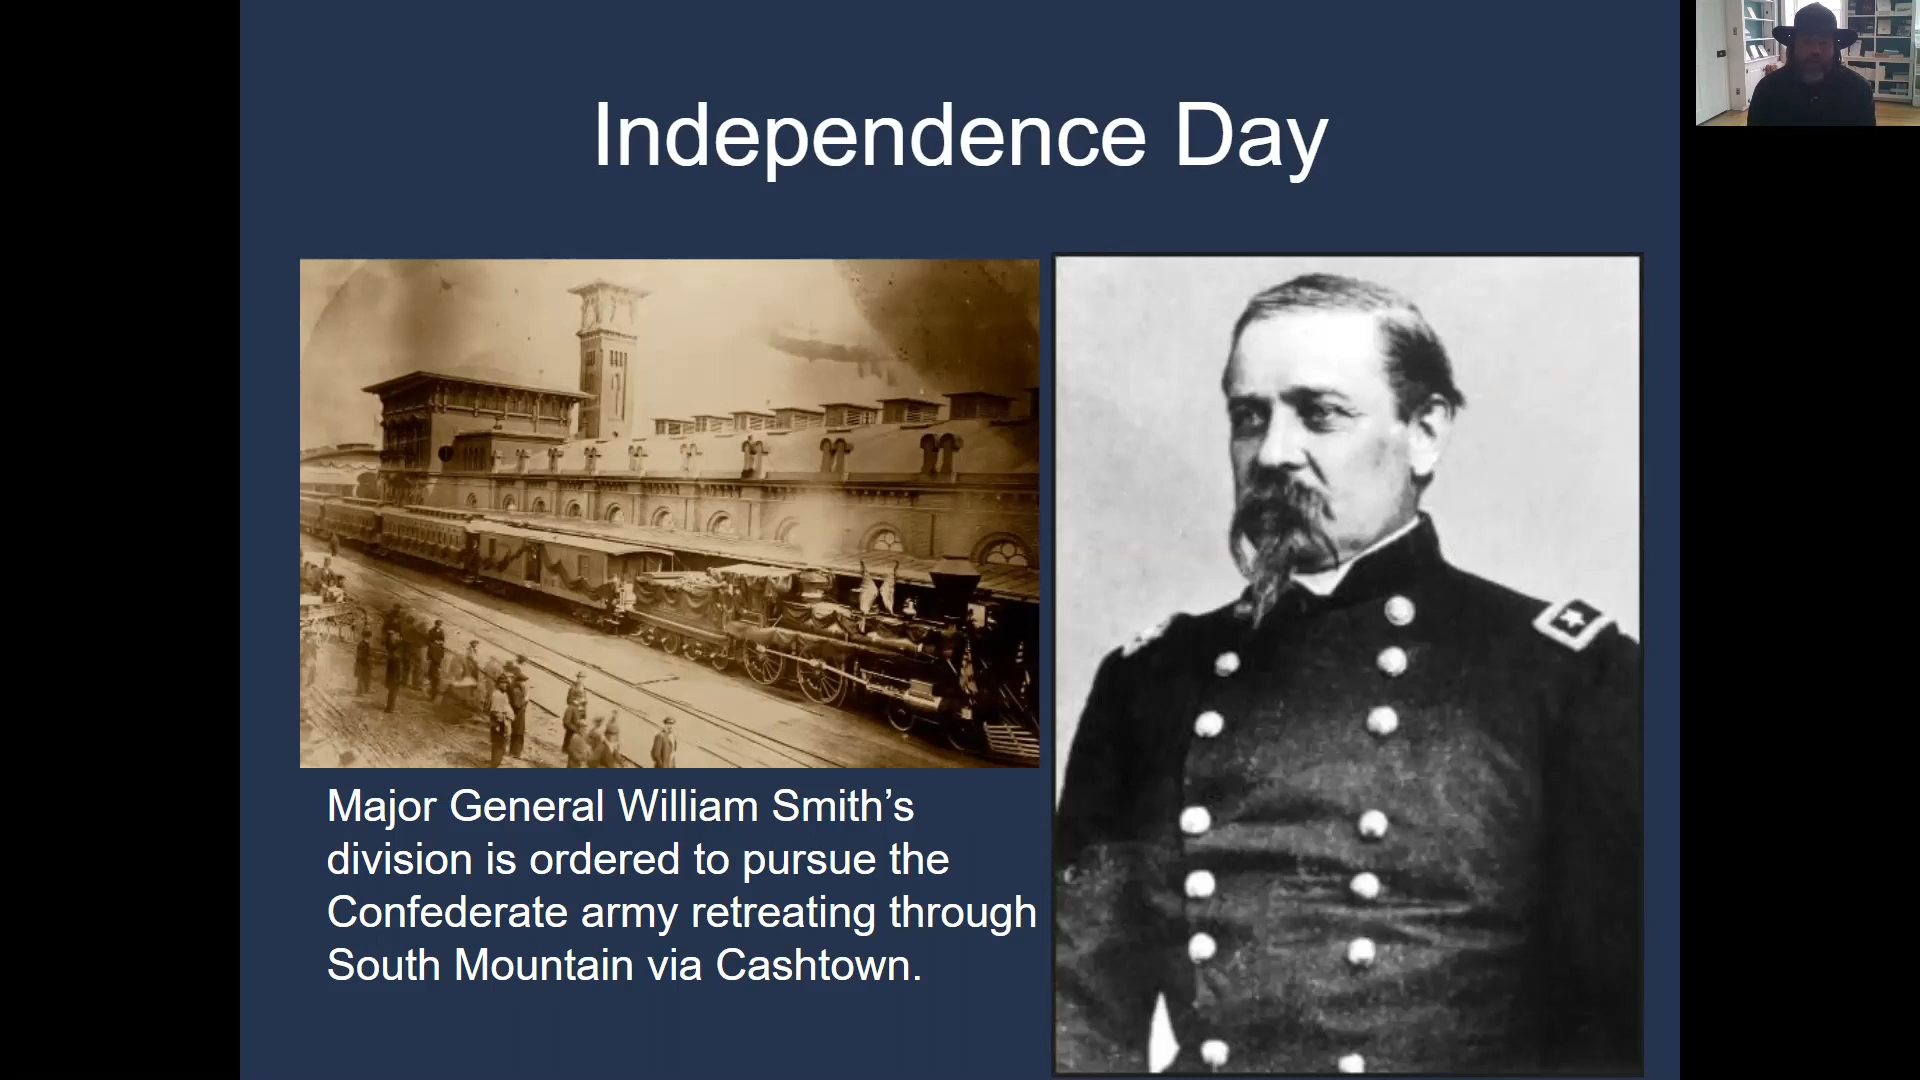 Independence Day
Major General William Smith’s
division is ordered to pursue the
Confederate army retreating through
South Mountain via Cashtown.